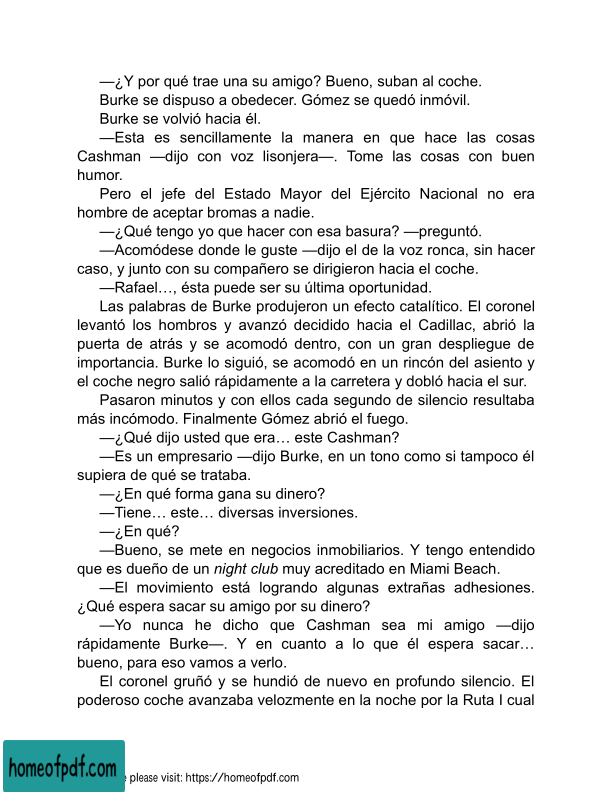 —¿Y por qué trae una su amigo? Bueno, suban al coche.
Burke se dispuso a obedecer. Gómez se quedó inmóvil.
Burke se volvió hacia él.
—Esta es sencillamente la manera en que hace las cosas
Cashman —dijo con voz lisonjera—. Tome las cosas con buen
humor.
Pero el jefe del Estado Mayor del Ejército Nacional no era
hombre de aceptar bromas a nadie.
—¿Qué tengo yo que hacer con esa basura? —preguntó.
—Acomódese donde le guste —dijo el de la voz ronca, sin hacer
caso, y junto con su compañero se dirigieron hacia el coche.
—Rafael…, ésta puede ser su última oportunidad.
Las palabras de Burke produjeron un efecto catalítico. El coronel
levantó los hombros y avanzó decidido hacia el Cadillac, abrió la
puerta de atrás y se acomodó dentro, con un gran despliegue de
importancia. Burke lo siguió, se acomodó en un rincón del asiento y
el coche negro salió rápidamente a la carretera y dobló hacia el sur.
Pasaron minutos y con ellos cada segundo de silencio resultaba
más incómodo. Finalmente Gómez abrió el fuego.
—¿Qué dijo usted que era… este Cashman?
—Es un empresario —dijo Burke, en un tono como si tampoco él
supiera de qué se trataba.
—¿En qué forma gana su dinero?
—Tiene… este… diversas inversiones.
—¿En qué?
—Bueno, se mete en negocios inmobiliarios. Y tengo entendido
que es dueño de un night club muy acreditado en Miami Beach.
—El movimiento está logrando algunas extrañas adhesiones.
¿Qué espera sacar su amigo por su dinero?
—Yo nunca he dicho que Cashman sea mi amigo —dijo
rápidamente Burke—. Y en cuanto a lo que él espera sacar…
bueno, para eso vamos a verlo.
El coronel gruñó y se hundió de nuevo en profundo silencio. El
poderoso coche avanzaba velozmente en la noche por la Ruta I cual
homeofpdf.com
please visit: https://homeofpdf.com